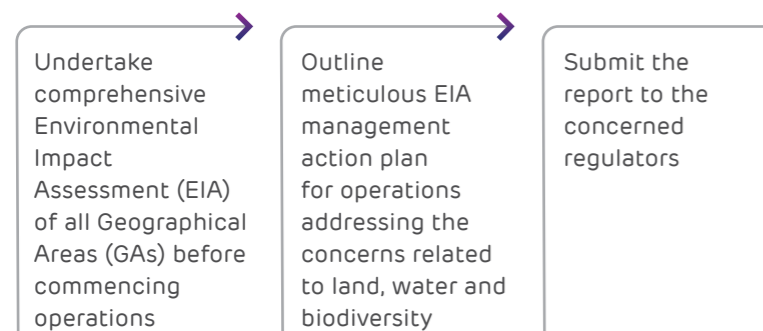 Undertake
comprehensive
Environmental
Impact
Assessment (EIA)
of all Geographical
Areas (GAs) before
commencing
operations
Outline
meticulous EIA
management
action plan
for operations
addressing the
concerns related
to land, water and
biodiversity
Submit the
report to the
concerned
regulators